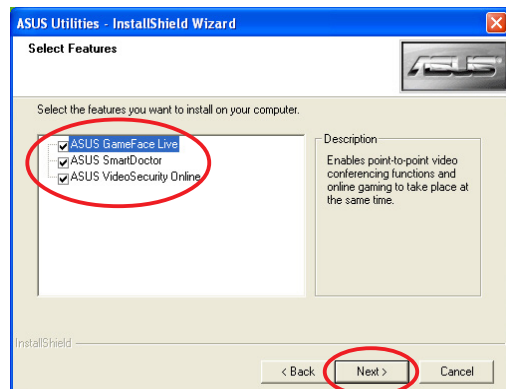 ASUS Utilities - InstallShield Wizard
Select Features
ASUS
Select the features you want to install on your computer.
ASUS GameFace Live
ASUS SmartDoctor
ASUS VideoSecurity Online
Description
Enables point-to-point video
conferencing functions and
online gaming to take place at
the same time.
InstallShield
< Back
Next >
Cancel